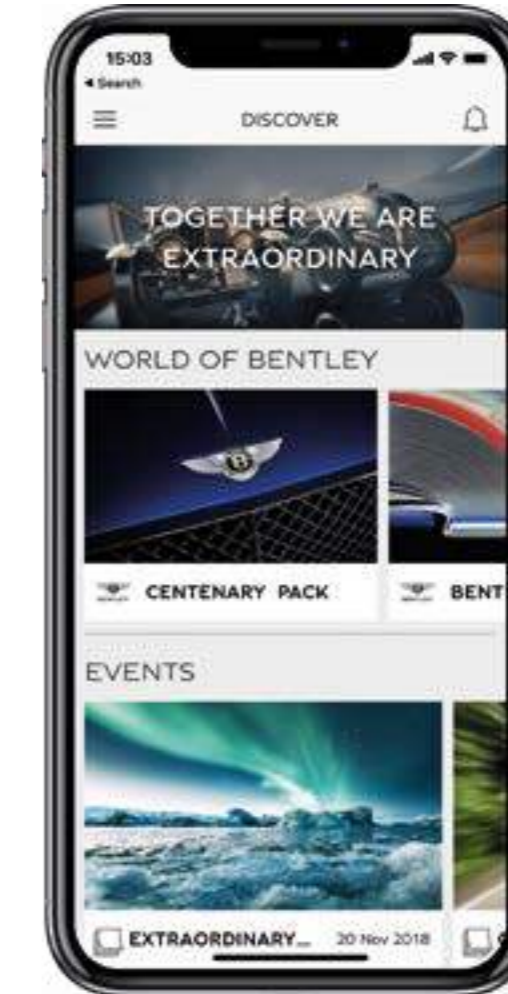 15:03
Search
DISCOVER
TOGETHER WE ARE
EXTRAORDINARY
WORLD OF BENTLEY
CENTENARY PACK
BENT
EVENTS
EXTRAORDINARY...
20 Nov 2018